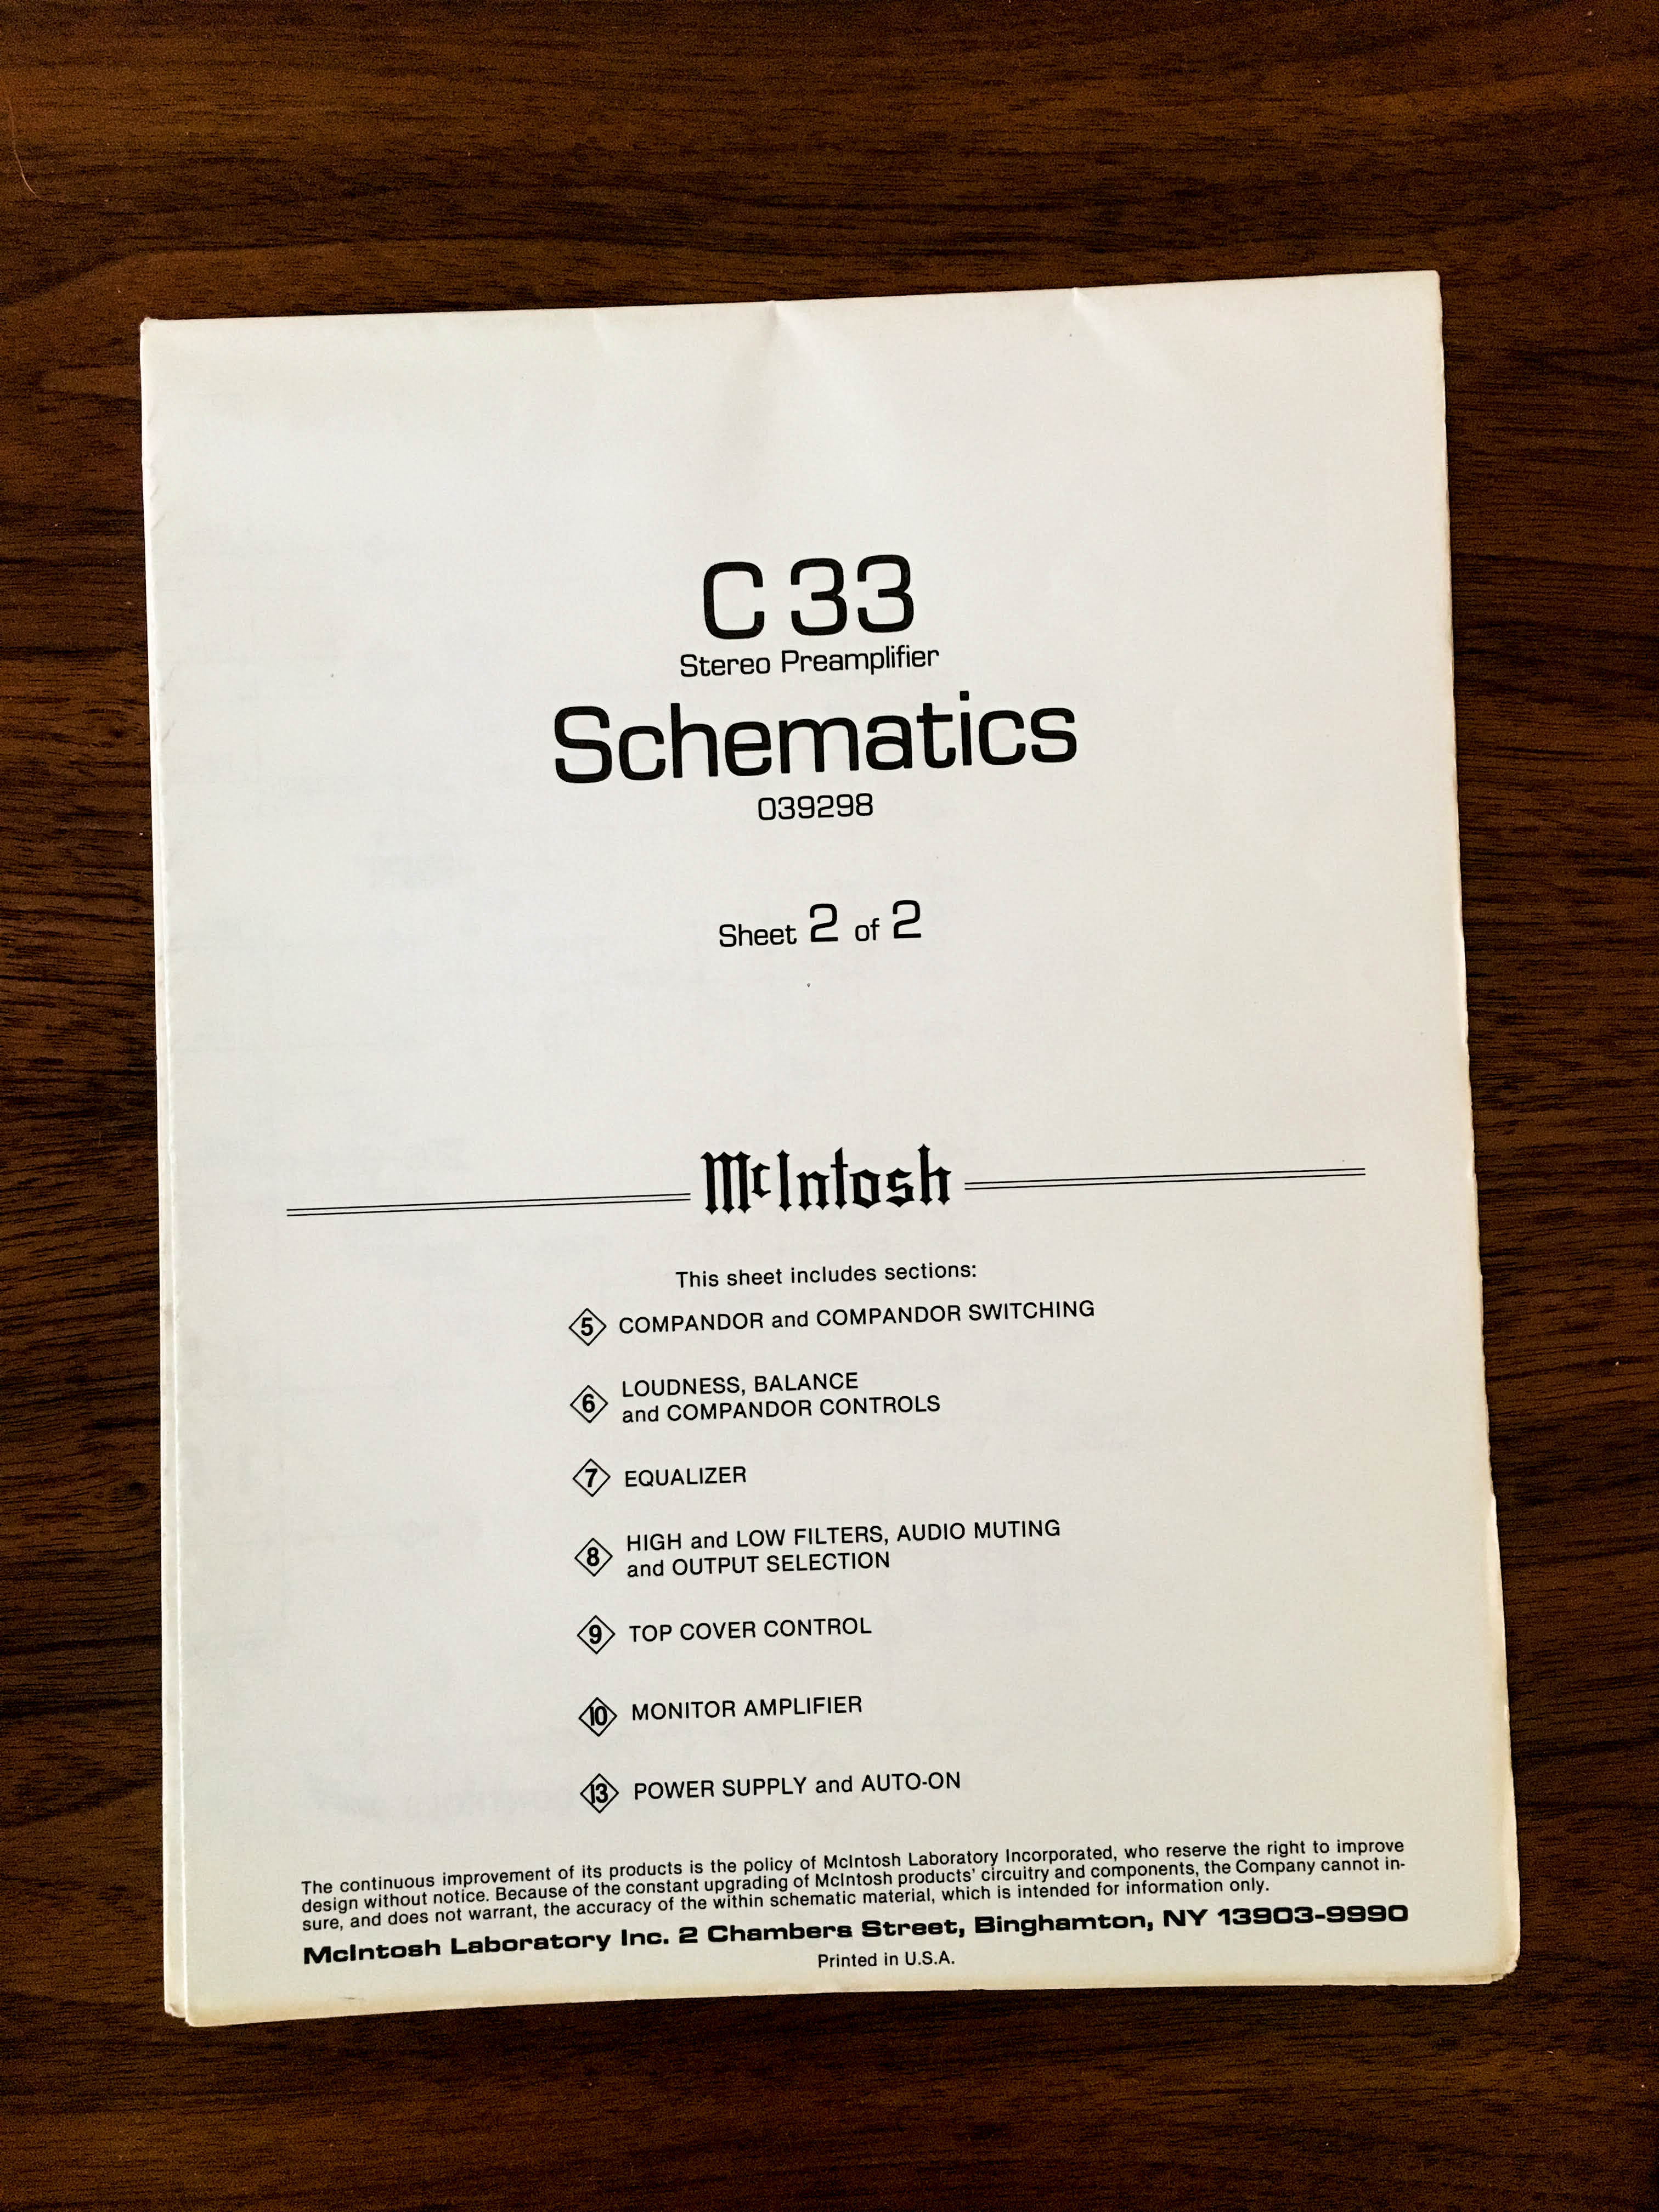 C 33
Stereo Preamplifier
Schematics
039298
Sheet 2 of 2
McIntosh
This sheet includes sections:
5 COMPANDOR and COMPANDOR SWITCHING
6 LOUDNESS, BALANCE
and COMPANDOR CONTROLS
7 EQUALIZER
8 HIGH and LOW FILTERS, AUDIO MUTING
and OUTPUT SELECTION
9 TOP COVER CONTROL
10 MONITOR AMPLIFIER
13 POWER SUPPLY and AUTO-ON
The continuous improvement of its products is the policy of McIntosh Laboratory Incorporated, who reserve the right to improve
design without notice. Because of the constant upgrading of McIntosh products' circuitry and components, the Company cannot in-
sure, and does not warrant, the accuracy of the within schematic material, which is intended for information only.
McIntosh Laboratory Inc. 2 Chambers Street, Binghamton, NY 13903-9990
Printed in U.S.A.